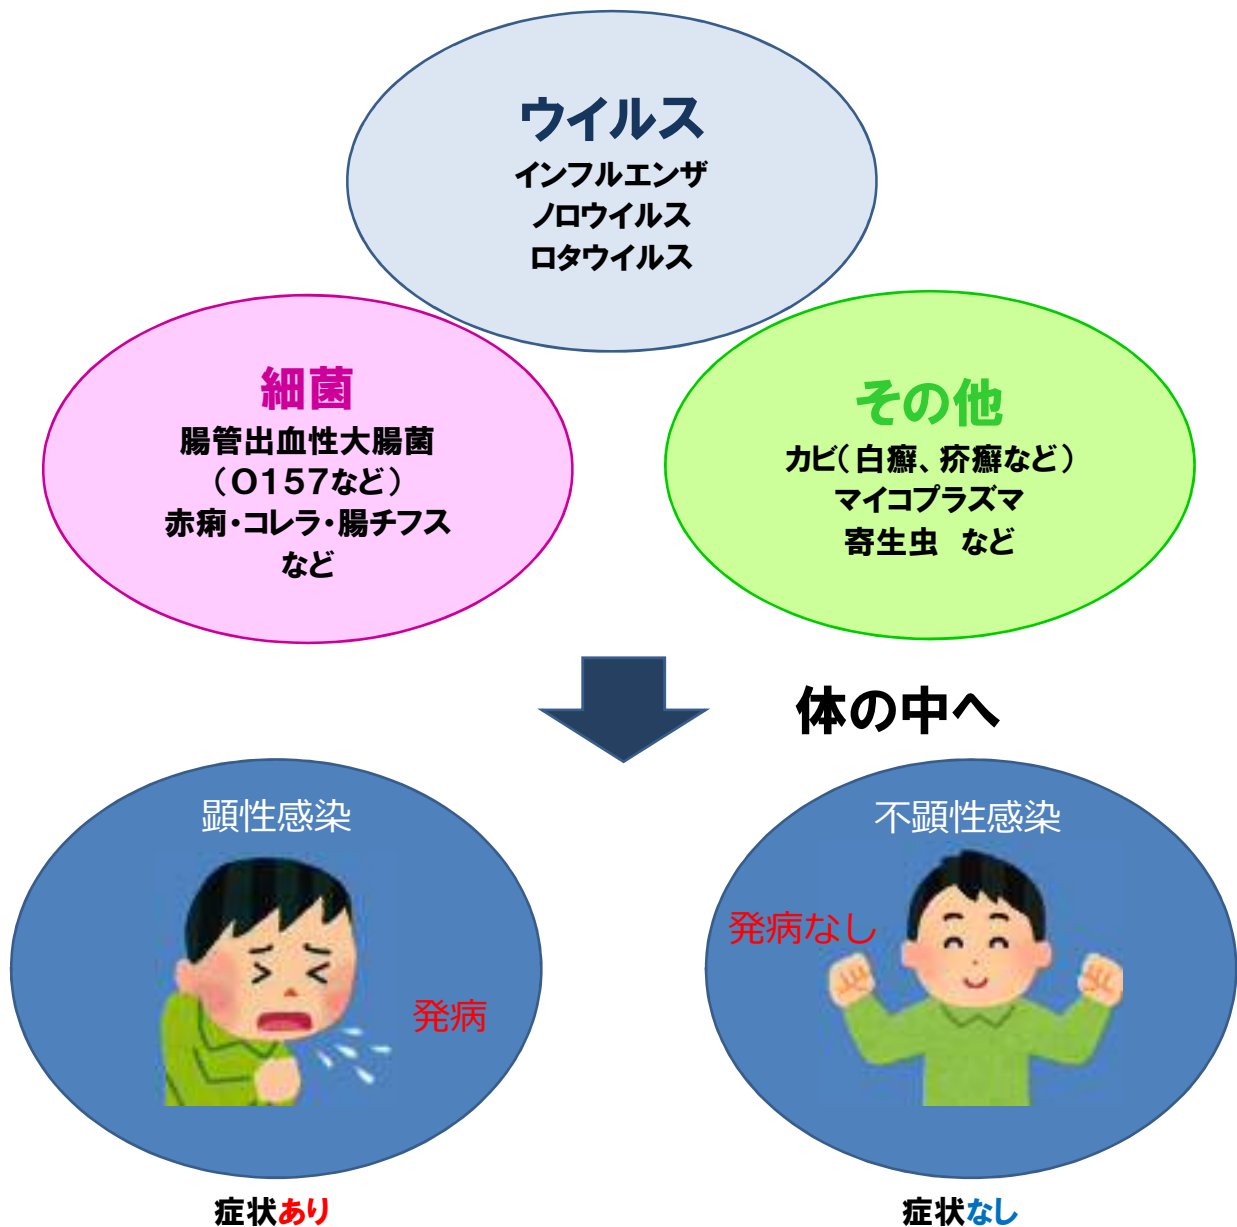 ウイルス
インフルエンザ
ノロウイルス
ロタウイルス
細菌
腸管出血性大腸菌
（O157など）
赤痢・コレラ・腸チフス
など
その他
カビ（白癬、疥癬など）
マイコプラズマ
寄生虫　など
体の中へ
顕性感染
発病
症状あり
不顕性感染
発病なし
症状なし